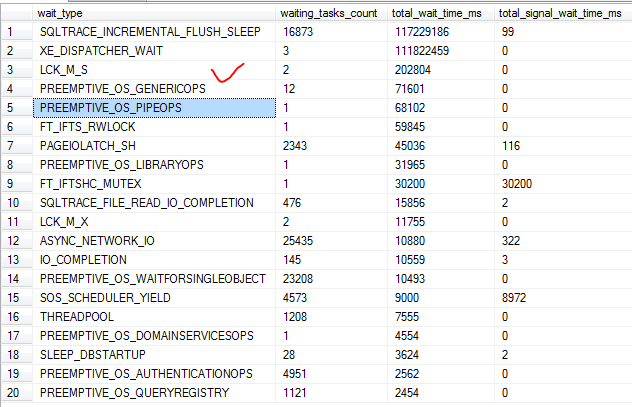 wait_type waiting_tasks_count total_wait_time_ms total_signal_wait_time_ms
1 SQLTRACE_INCREMENTAL_FLUSH_SLEEP 16873 117229186 99
2 XE_DISPATCHER_WAIT 3 111822459 0
3 LCK_M_S 2 202804 0
4 PREEMPTIVE_OS_GENERICOPS 12 71601 0
5 PREEMPTIVE_OS_PIPEOPS 1 68102 0
6 FT_IFTS_RWLOCK 1 59845 0
7 PAGEIOLATCH_SH 2343 45036 116
8 PREEMPTIVE_OS_LIBRARYOPS 1 31965 0
9 FT_IFTSHC_MUTEX 1 30200 30200
10 SQLTRACE_FILE_READ_IO_COMPLETION 476 15856 2
11 LCK_M_X 2 11755 0
12 ASYNC_NETWORK_IO 25435 10880 322
13 IO_COMPLETION 145 10559 3
14 PREEMPTIVE_OS_WAITFORSINGLEOBJECT 23208 10493 0
15 SOS_SCHEDULER_YIELD 4573 9000 8972
16 THREADPOOL 1208 7555 0
17 PREEMPTIVE_OS_DOMAINSERVICESOPS 1 4554 0
18 SLEEP_DBSTARTUP 28 3624 2
19 PREEMPTIVE_OS_AUTHENTICATIONOPS 4951 2562 0
20 PREEMPTIVE_OS_QUERYREGISTRY 1121 2454 0